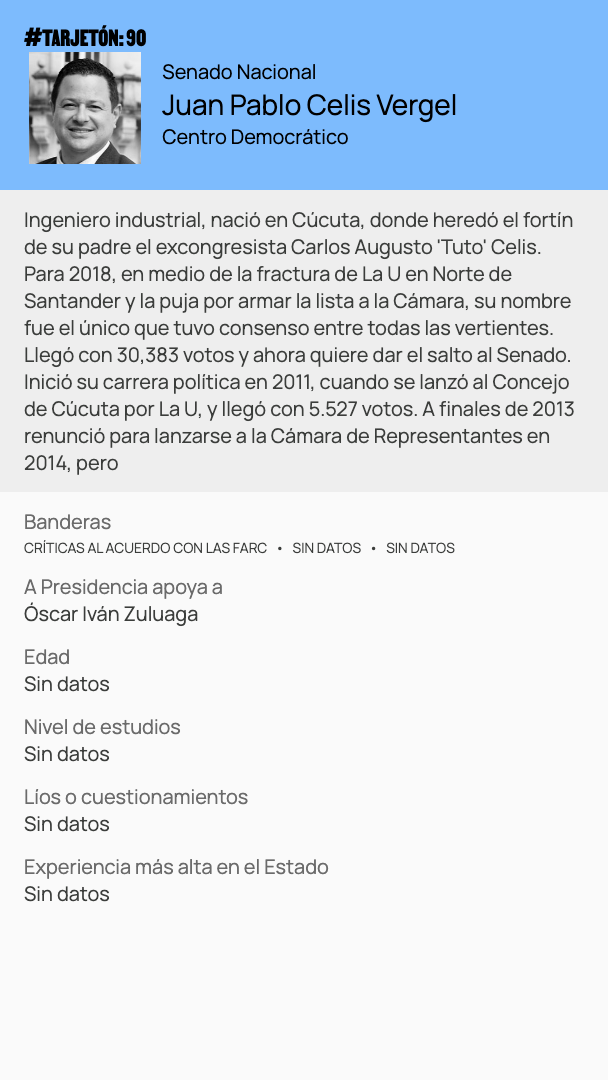 #TARJETÓN: 90
Senado Nacional
Juan Pablo Celis Vergel
Centro Democrático
Ingeniero industrial, nació en Cúcuta, donde heredó el fortín
de su padre el excongresista Carlos Augusto 'Tuto' Celis.
Para 2018, en medio de la fractura de La U en Norte de
Santander y la puja por armar la lista a la Cámara, su nombre
fue el único que tuvo consenso entre todas las vertientes.
Llegó con 30,383 votos y ahora quiere dar el salto al Senado.
Inició su carrera política en 2011, cuando se lanzó al Concejo
de Cúcuta por La U, y llegó con 5.527 votos. A finales de 2013
renunció para lanzarse a la Cámara de Representantes en
2014, pero
Banderas
CRÍTICAS AL ACUERDO CON LAS FARC • SIN DATOS • SIN DATOS
A Presidencia apoya a
Óscar Iván Zuluaga
Edad
Sin datos
Nivel de estudios
Sin datos
Líos o cuestionamientos
Sin datos
Experiencia más alta en el Estado
Sin datos